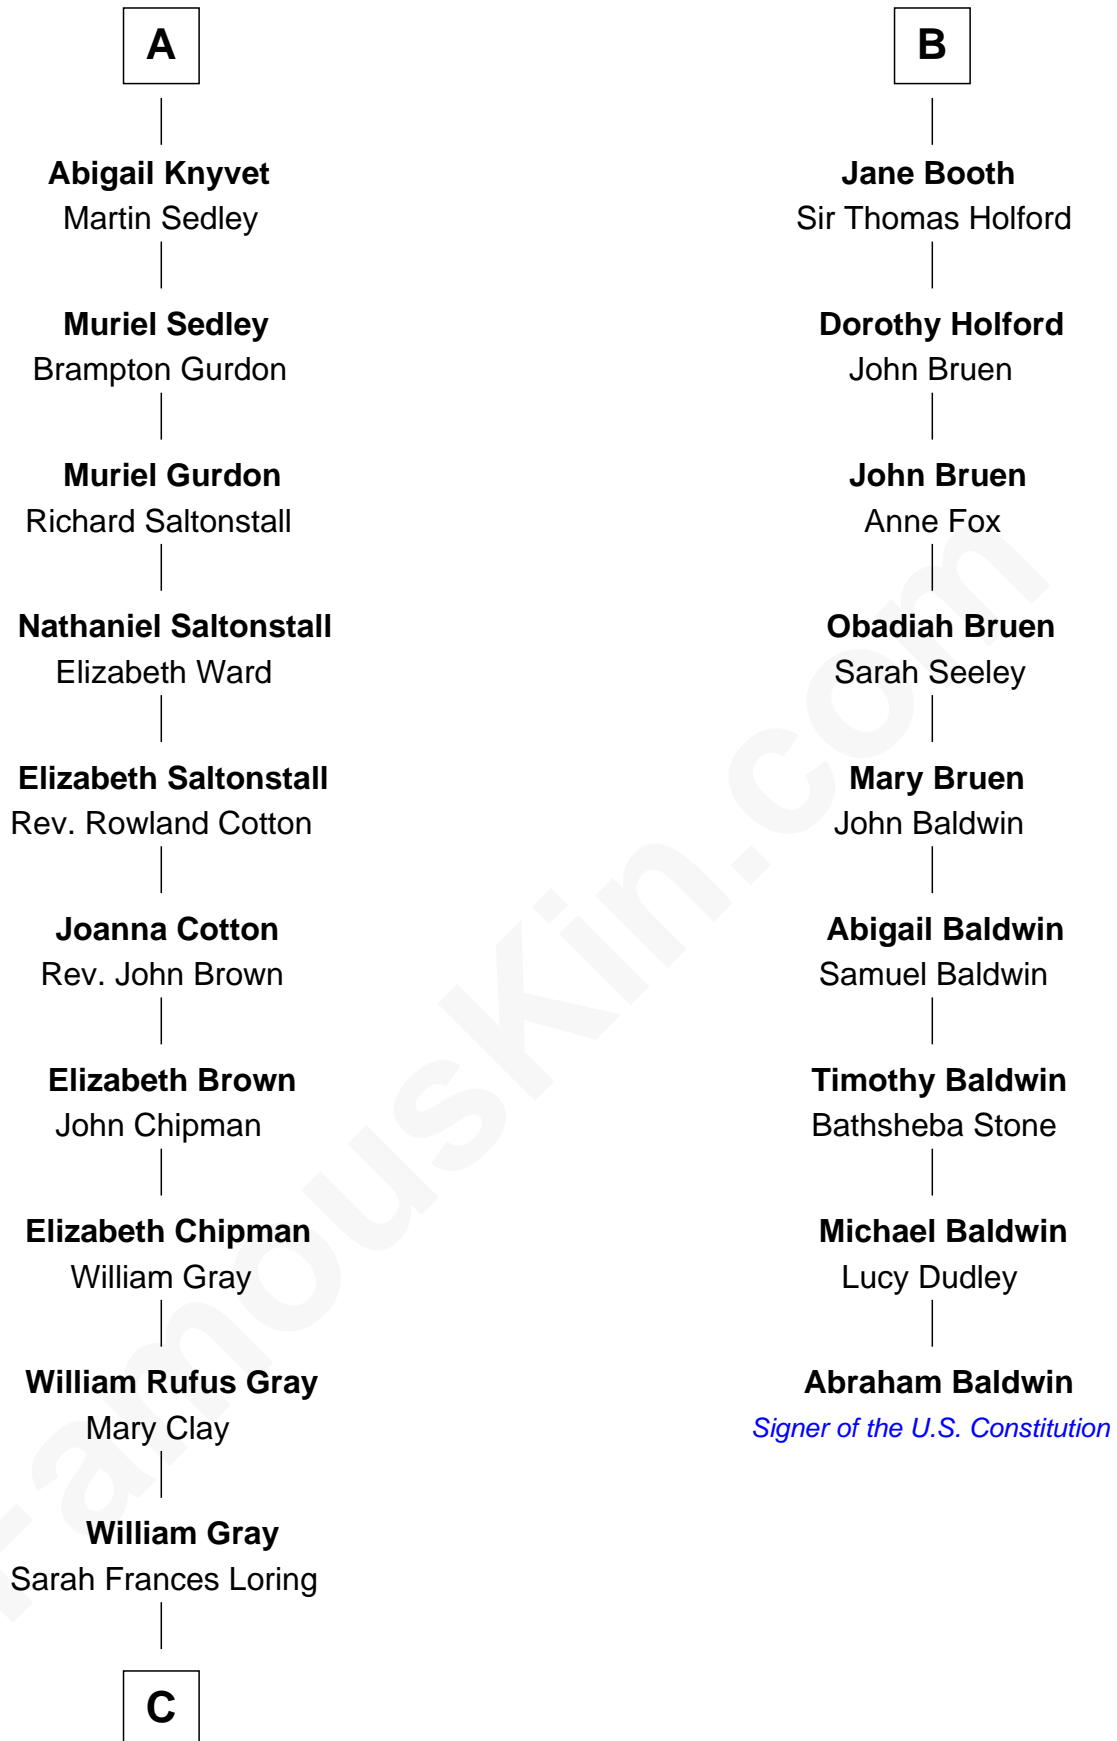 A
Abigail Knyvet
Martin Sedley
Muriel Sedley
Brampton Gurdon
Muriel Gurdon
Richard Saltonstall
Nathaniel Saltonstall
Elizabeth Ward
Elizabeth Saltonstall
Rev. Rowland Cotton
Joanna Cotton
Rev. John Brown
Elizabeth Brown
John Chipman
Elizabeth Chipman
William Gray
William Rufus Gray
Mary Clay
William Gray
Sarah Frances Loring
C
B
Jane Booth
Sir Thomas Holford
Dorothy Holford
John Bruen
John Bruen
Anne Fox
Obadiah Bruen
Sarah Seeley
Mary Bruen
John Baldwin
Abigail Baldwin
Samuel Baldwin
Timothy Baldwin
Bathsheba Stone
Michael Baldwin
Lucy Dudley
Abraham Baldwin
Signer of the U.S. Constitution
FamousKin.com